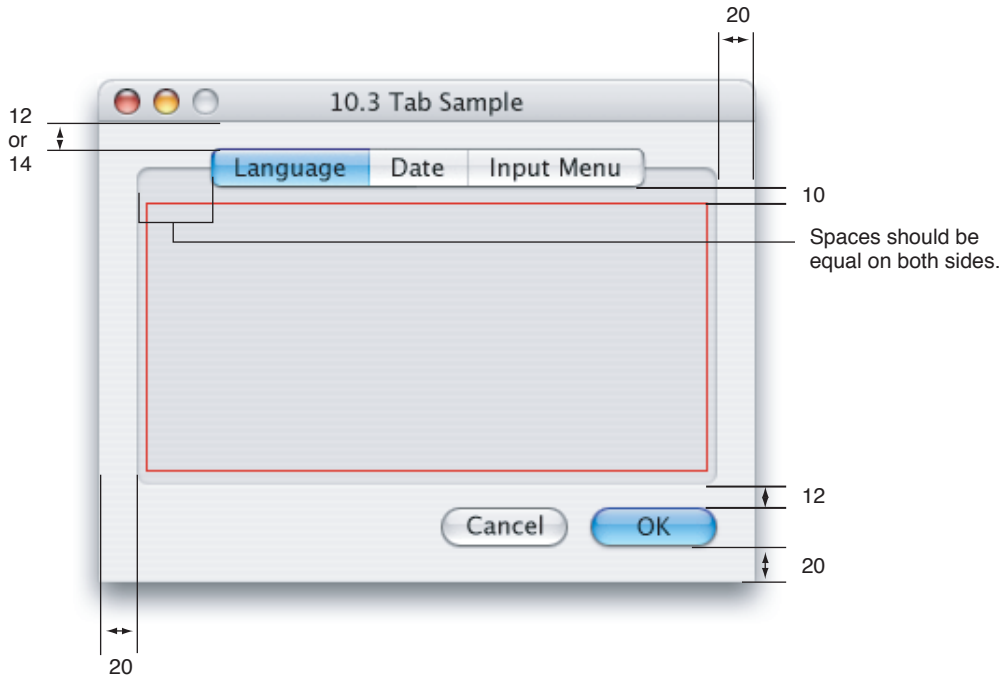 20
10.3 Tab Sample
12
or
14
Language Date Input Menu
10
Spaces should be
equal on both sides.
12
Cancel OK
20
20